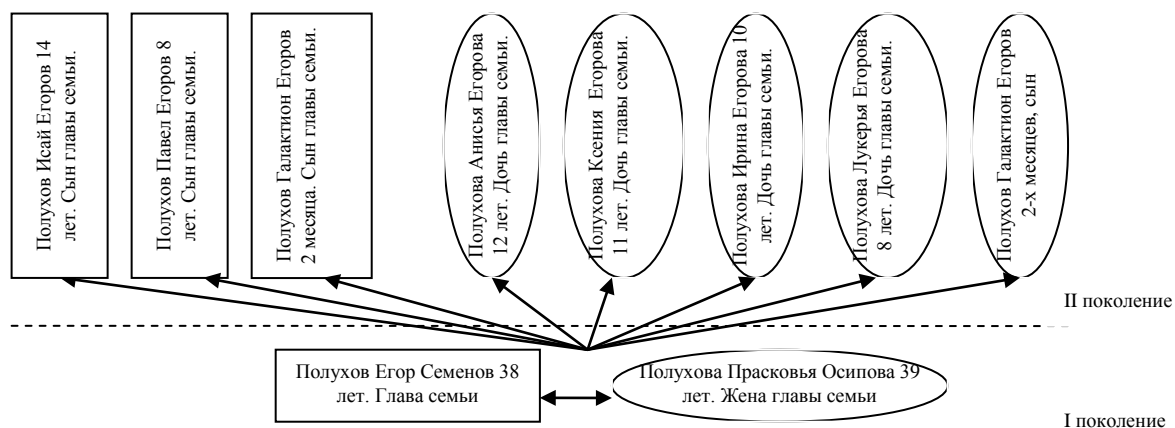 Полухов Исай Егоров 14
лет. Сын главы семьи.
Полухов Павел Егоров 8
лет. Сын главы семьи.
Полухов Галактион Егоров
2 месяца. Сын главы семьи.
Полухова Анисья Егорова
12 лет. Дочь главы семьи.
Полухова Ксения Егорова
11 лет. Дочь главы семьи.
Полухова Ирина Егорова 10
лет. Дочь главы семьи.
Полухова Лукерья Егорова
8 лет. Дочь главы семьи.
Полухов Галактион Егоров
2-х месяцев, сын
II поколение
Полухов Егор Семенов 38
лет. Глава семьи
Полухова Прасковья Осипова 39
лет. Жена главы семьи
I поколение